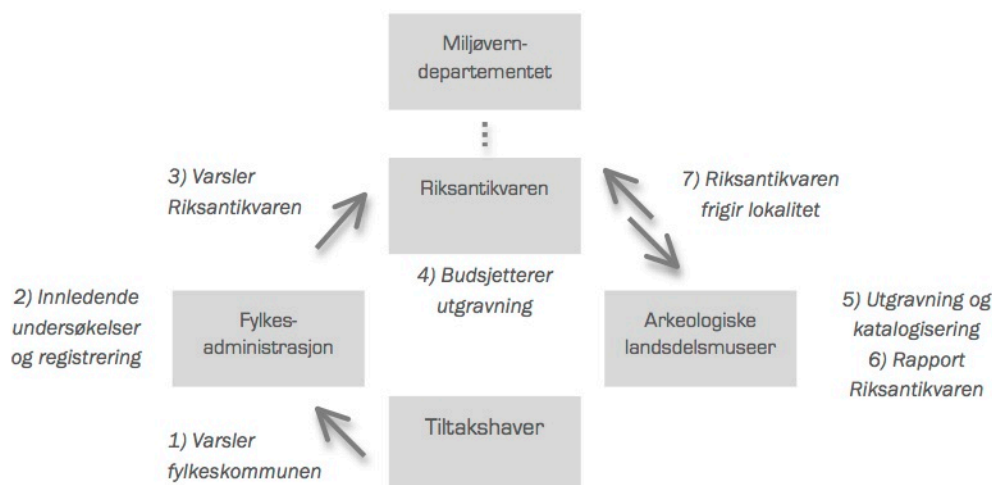 Miljøvern-
departementet
3) Varsler
Riksantikvaren
Riksantikvaren
7) Riksantikvaren
frigir lokalitet
4) Budsjetterer
utgravning
2) Innledende
undersøkelser
og registrering
Fylkes-
administrasjon
Arkeologiske
landsdelsmuseer
5) Utgravning og
katalogisering
6) Rapport
Riksantikvaren
1) Varsler
fylkeskommunen
Tiltakshaver